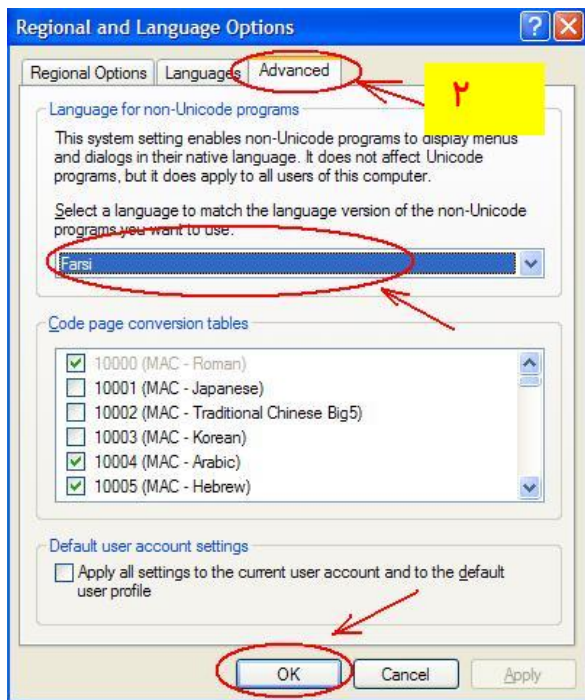 Regional and Language Options
Regional Options Languages Advanced
۲
Language for non-Unicode programs
This system setting enables non-Unicode programs to display menus
and dialogs in their native language. It does not affect Unicode
programs, but it does apply to all users of this computer.
Select a language to match the language version of the non-Unicode
programs you want to use:
Farsi
Code page conversion tables
10000 (MAC - Roman)
10001 (MAC - Japanese)
10002 (MAC - Traditional Chinese Big5)
10003 (MAC - Korean)
10004 (MAC - Arabic)
10005 (MAC - Hebrew)
Default user account settings
Apply all settings to the current user account and to the default
user profile
OK Cancel Apply